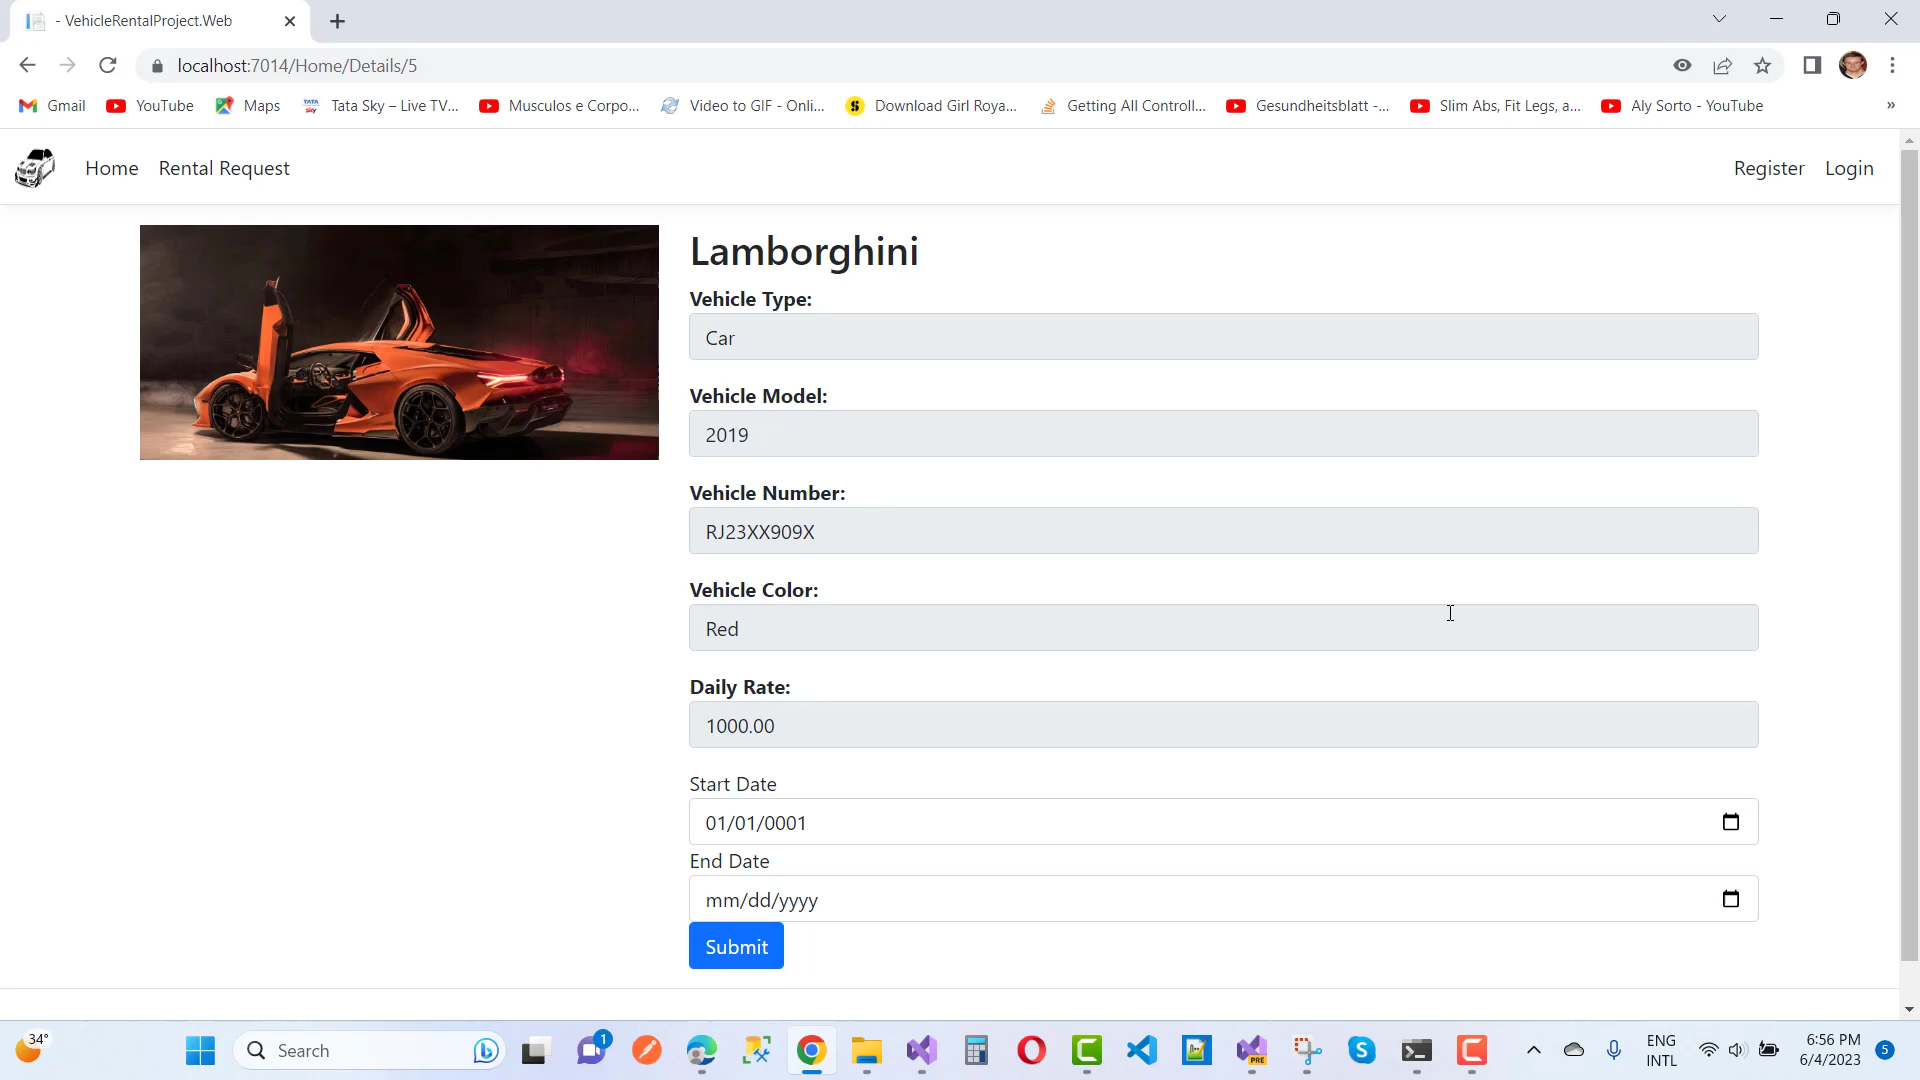 - VehicleRentalProject.Web
localhost:7014/Home/Details/5
Gmail YouTube Maps Tata Sky – Live TV... Musculos e Corpo... Video to GIF - Onli... Download Girl Roya... Getting All Controll... Gesundheitsblatt -... Slim Abs, Fit Legs, a... Aly Sorto - YouTube »
Home Rental Request Register Login
Lamborghini
Vehicle Type:
Car
Vehicle Model:
2019
Vehicle Number:
RJ23XX909X
Vehicle Color:
Red
Daily Rate:
1000.00
Start Date
01/01/0001
End Date
mm/dd/yyyy
Submit
34°
Search
1
PRE
ENG
INTL
6:56 PM
6/4/2023
5